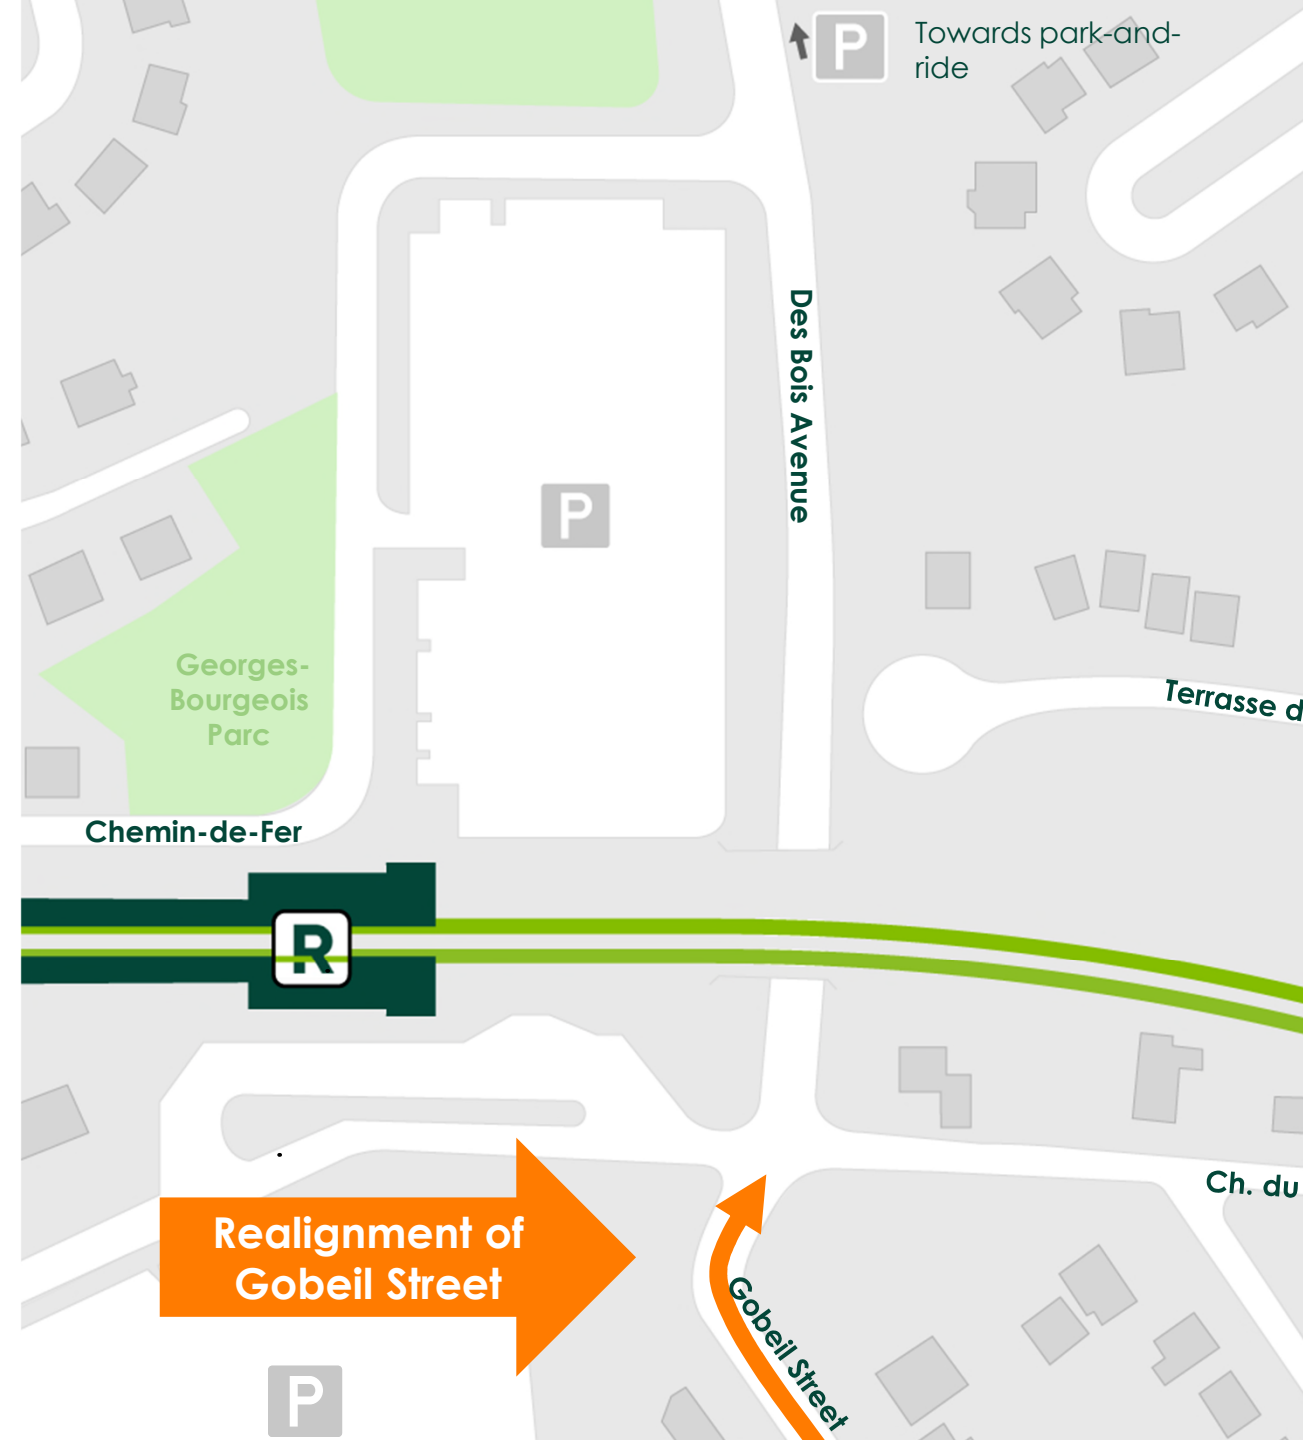 P
Towards park-and-
ride
Des Bois Avenue
P
Georges-
Bourgeois
Parc
Terrasse d
Chemin-de-Fer
R
Ch. du
Realignment of
Gobeil Street
Gobeil Street
P